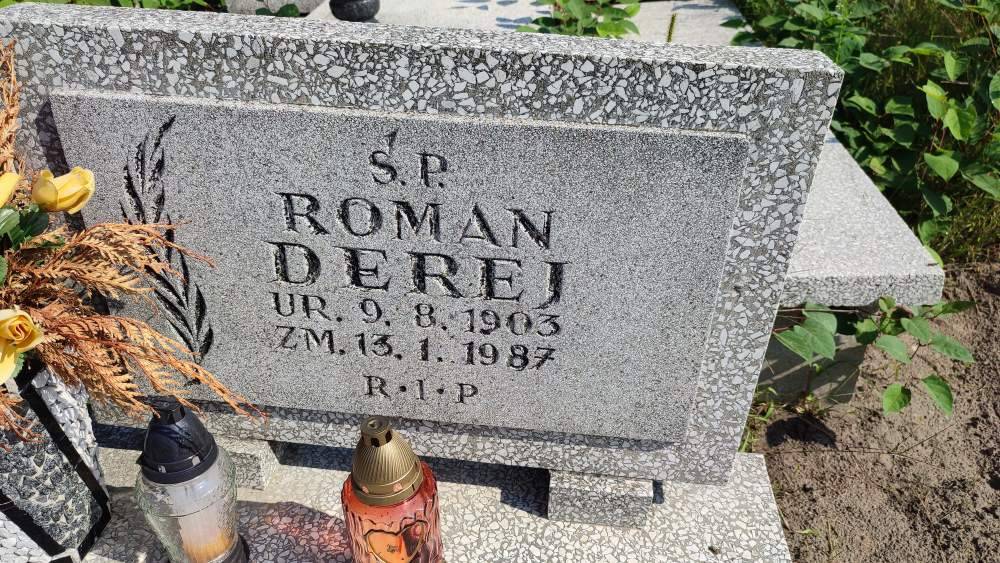 Ś. P.
ROMAN
DEREJ
UR. 9. 8. 1903
ZM. 13. 1. 1987
R·I·P